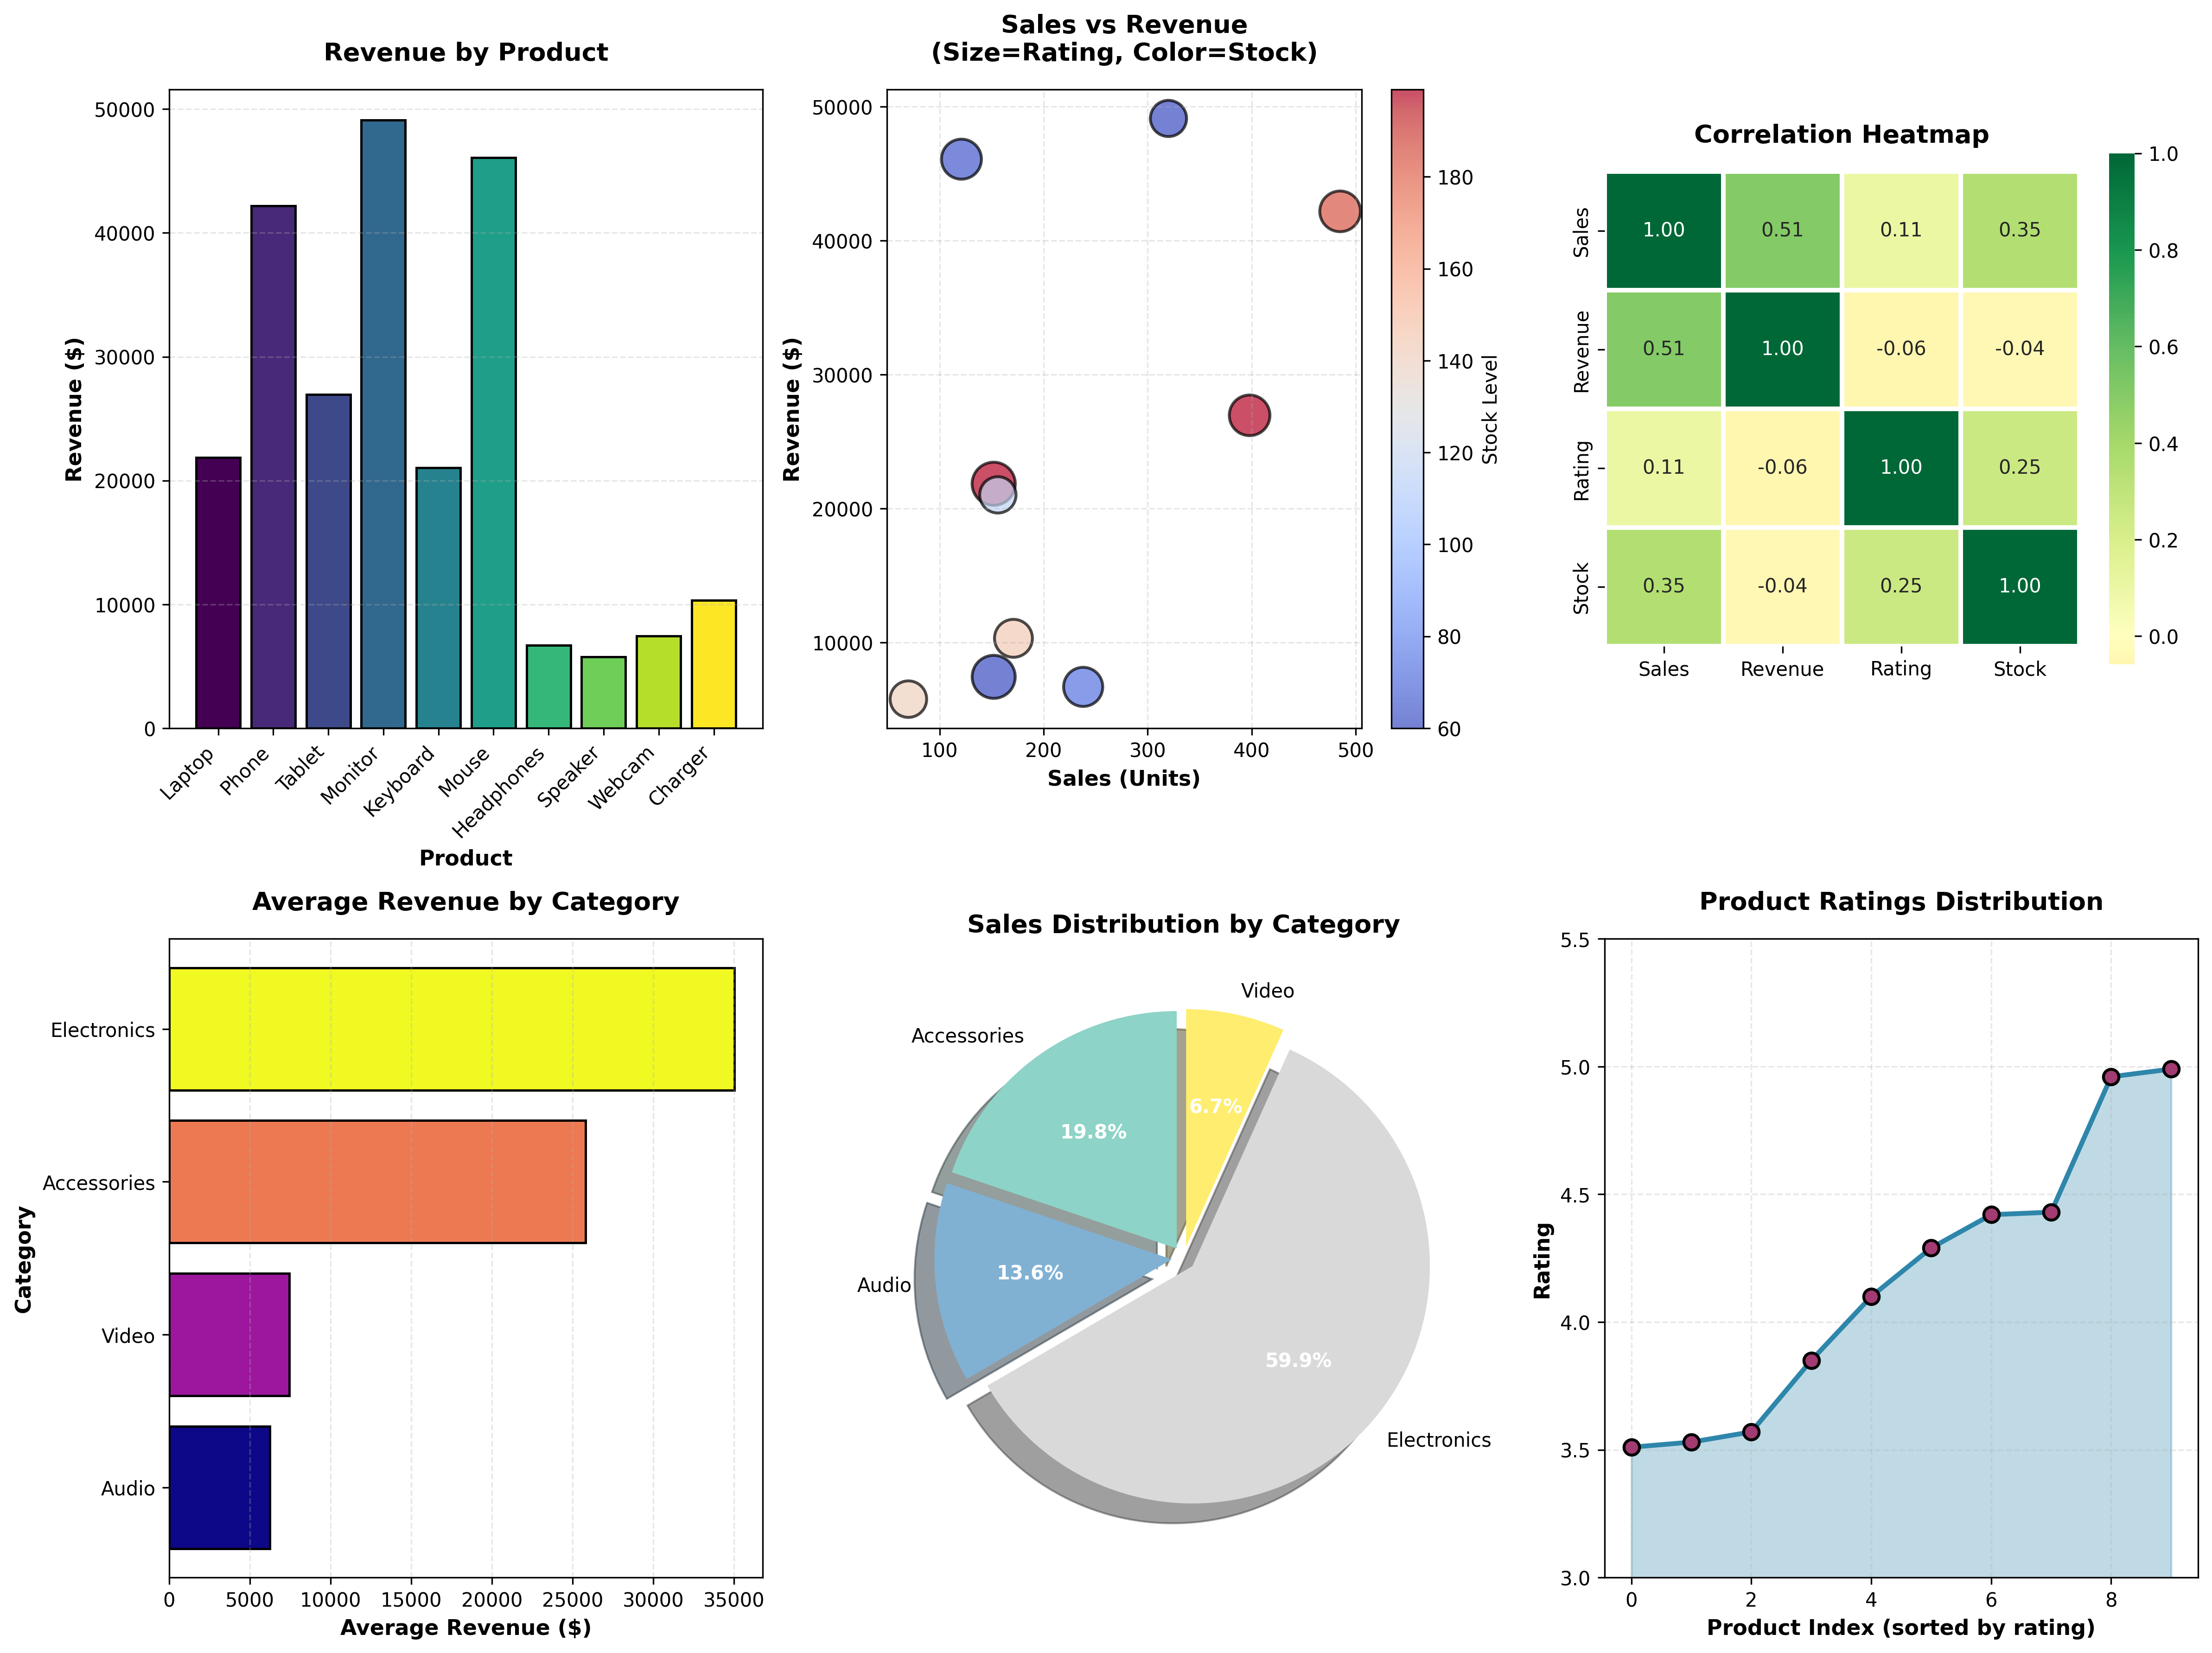 Revenue by Product
Revenue ($)
50000
40000
30000
20000
10000
0
Laptop
Phone
Tablet
Monitor
Keyboard
Mouse
Headphones
Speaker
Webcam
Charger
Product
Sales vs Revenue
(Size=Rating, Color=Stock)
Revenue ($)
50000
40000
30000
20000
10000
100 200 300 400 500
Sales (Units)
180
160
140
120
100
80
60
Stock Level
Correlation Heatmap
Sales 1.00 0.51 0.11 0.35
Revenue 0.51 1.00 -0.06 -0.04
Rating 0.11 -0.06 1.00 0.25
Stock 0.35 -0.04 0.25 1.00
Sales Revenue Rating Stock
1.0
0.8
0.6
0.4
0.2
0.0
Average Revenue by Category
Category
Electronics
Accessories
Video
Audio
0 5000 10000 15000 20000 25000 30000 35000
Average Revenue ($)
Sales Distribution by Category
Video
Accessories
6.7%
19.8%
Audio
13.6%
59.9%
Electronics
Product Ratings Distribution
Rating
5.5
5.0
4.5
4.0
3.5
3.0
0 2 4 6 8
Product Index (sorted by rating)